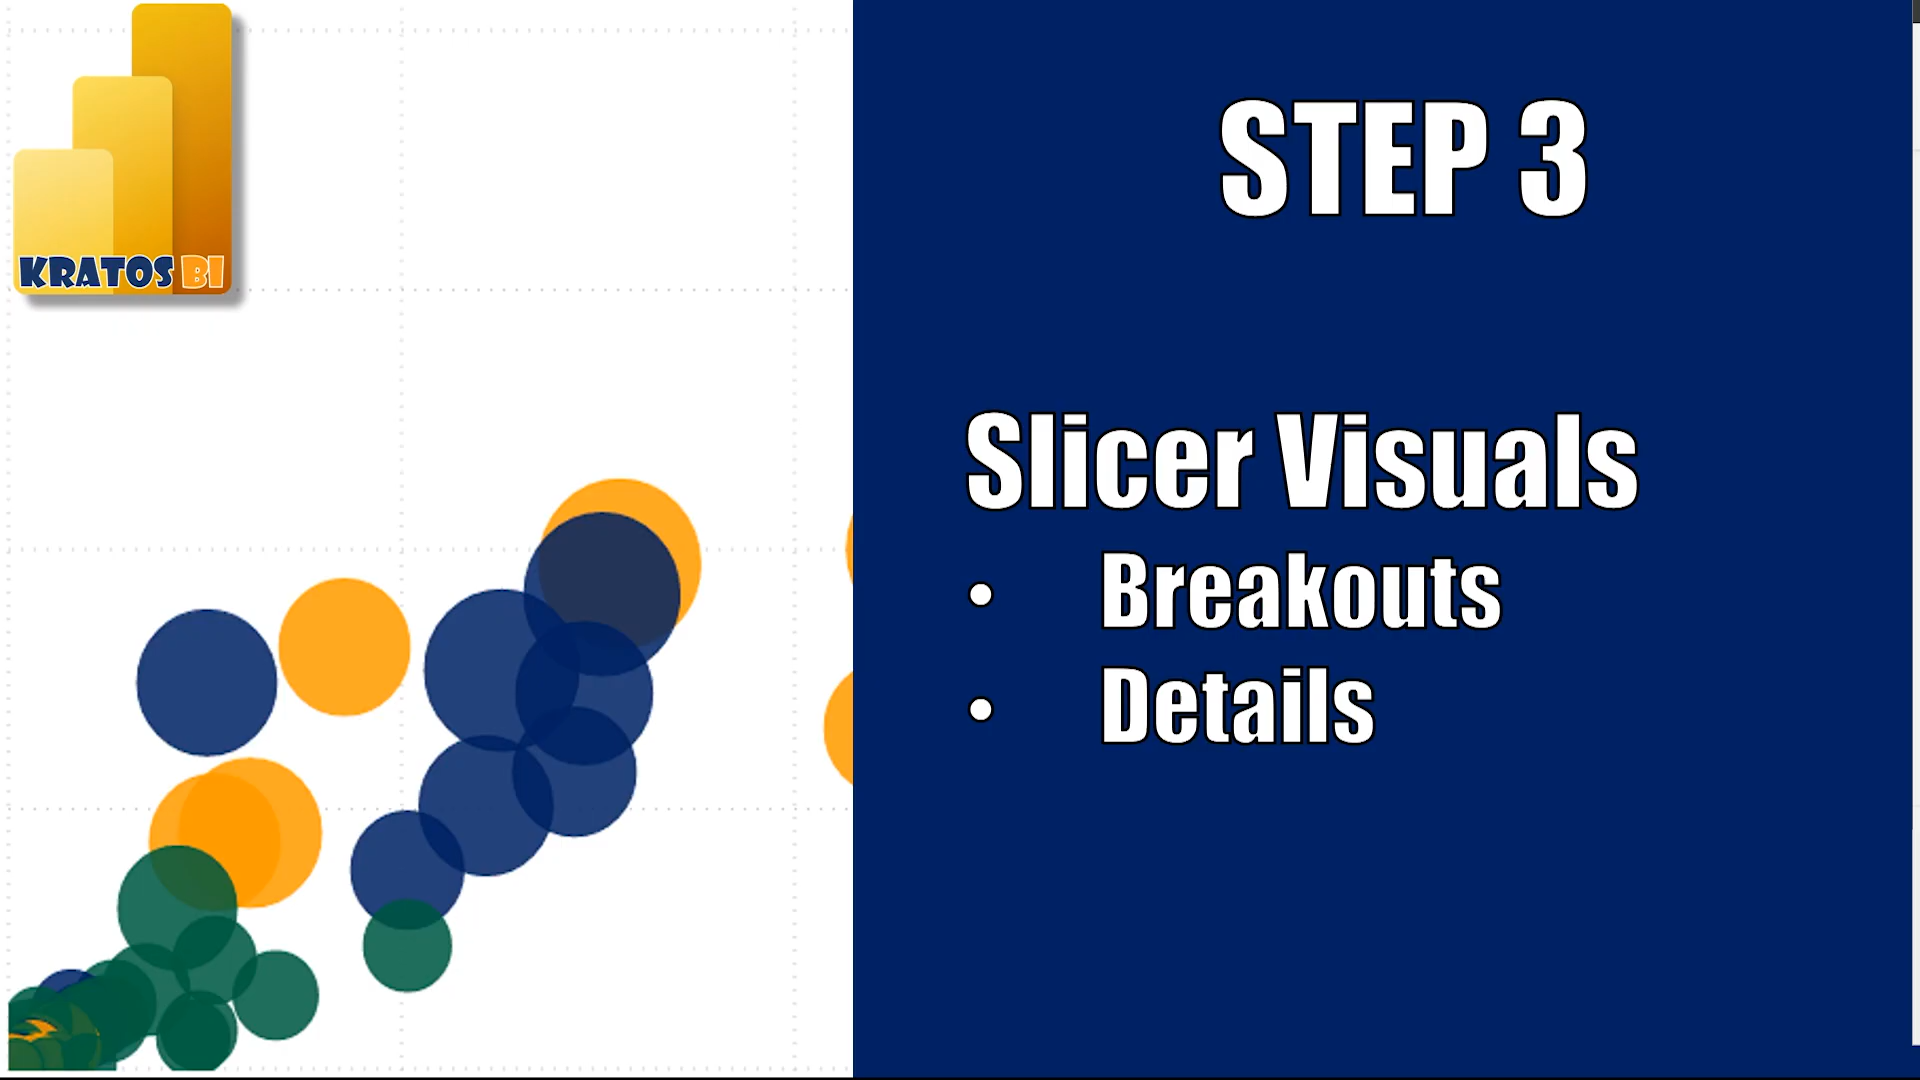 KRATOS BI
STEP 3
Slicer Visuals
• Breakouts
• Details